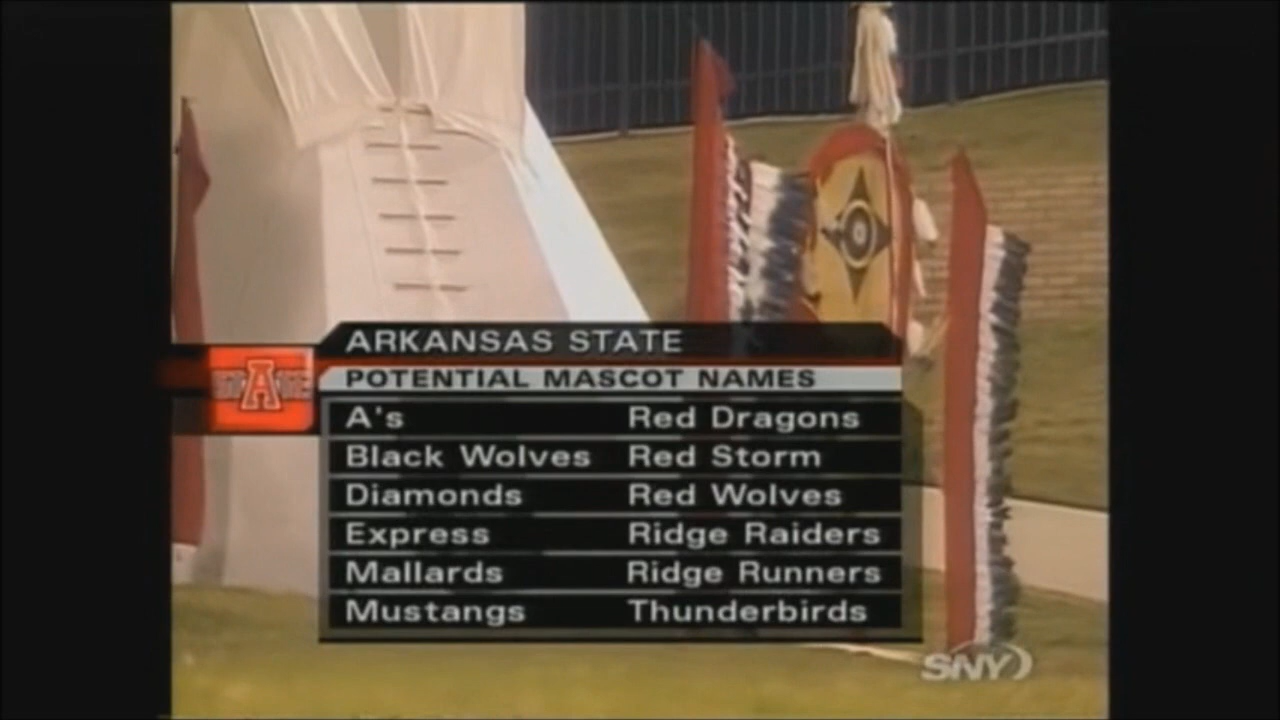 ARKANSAS STATE
POTENTIAL MASCOT NAMES
A's Red Dragons
Black Wolves Red Storm
Diamonds Red Wolves
Express Ridge Raiders
Mallards Ridge Runners
Mustangs Thunderbirds
STATE
SNY